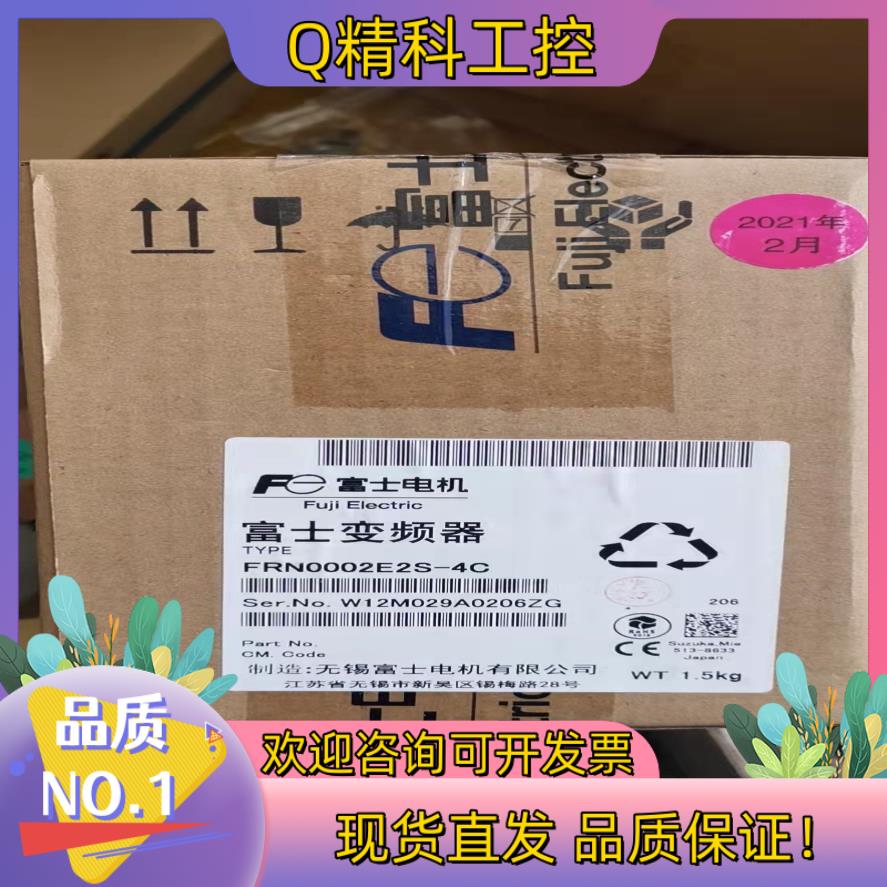 Q精科工控
富士
Fuji Elec
2021年
2月
富士电机
Fuji Electric
富士变频器
TYPE
FRN0002E2S-4C
Ser.No. W12M029A0206ZG
206
Part No.
CM. Code
Suzuka,Mie
513-8633
Japan
制造:无锡富士电机有限公司
WT 1.5kg
江苏省无锡市新吴区锡梅路28号
品质
NO.1
欢迎咨询可开发票
现货直发 品质保证!